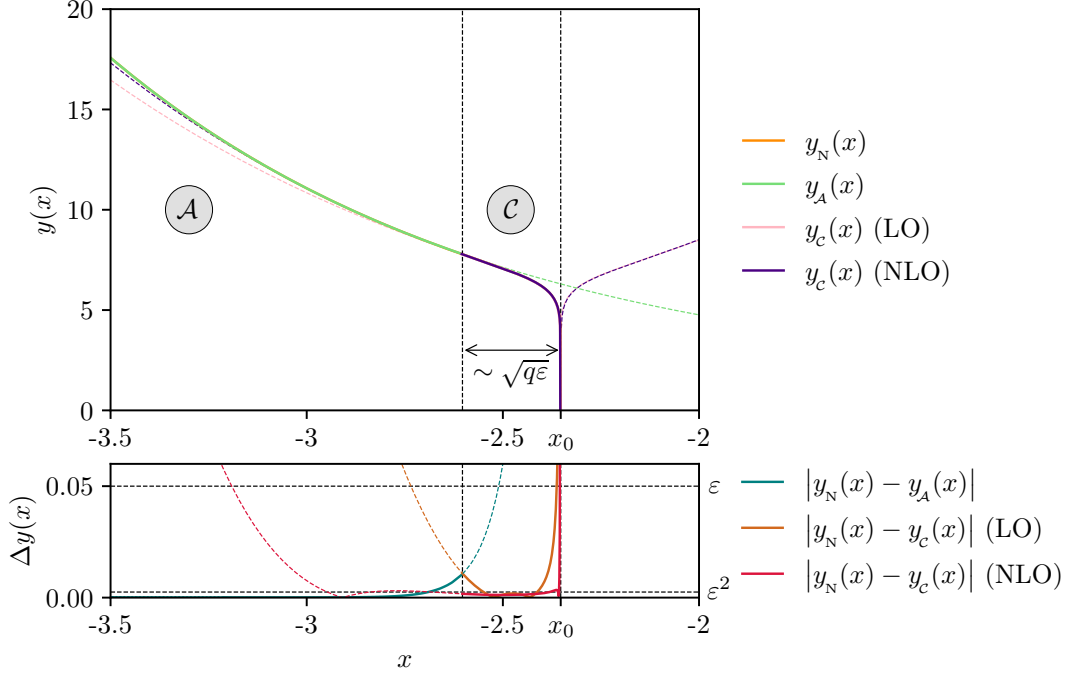 20
15
10
5
0
y(x)
𝒜
𝒞
∼ √qε
-3.5
-3
-2.5
x₀
-2
y_N(x)
y_𝒜(x)
y_𝒞(x) (LO)
y_𝒞(x) (NLO)
0.05
0.00
Δy(x)
ε
ε²
-3.5
-3
-2.5
x₀
-2
x
|y_N(x) − y_𝒜(x)|
|y_N(x) − y_𝒞(x)| (LO)
|y_N(x) − y_𝒞(x)| (NLO)